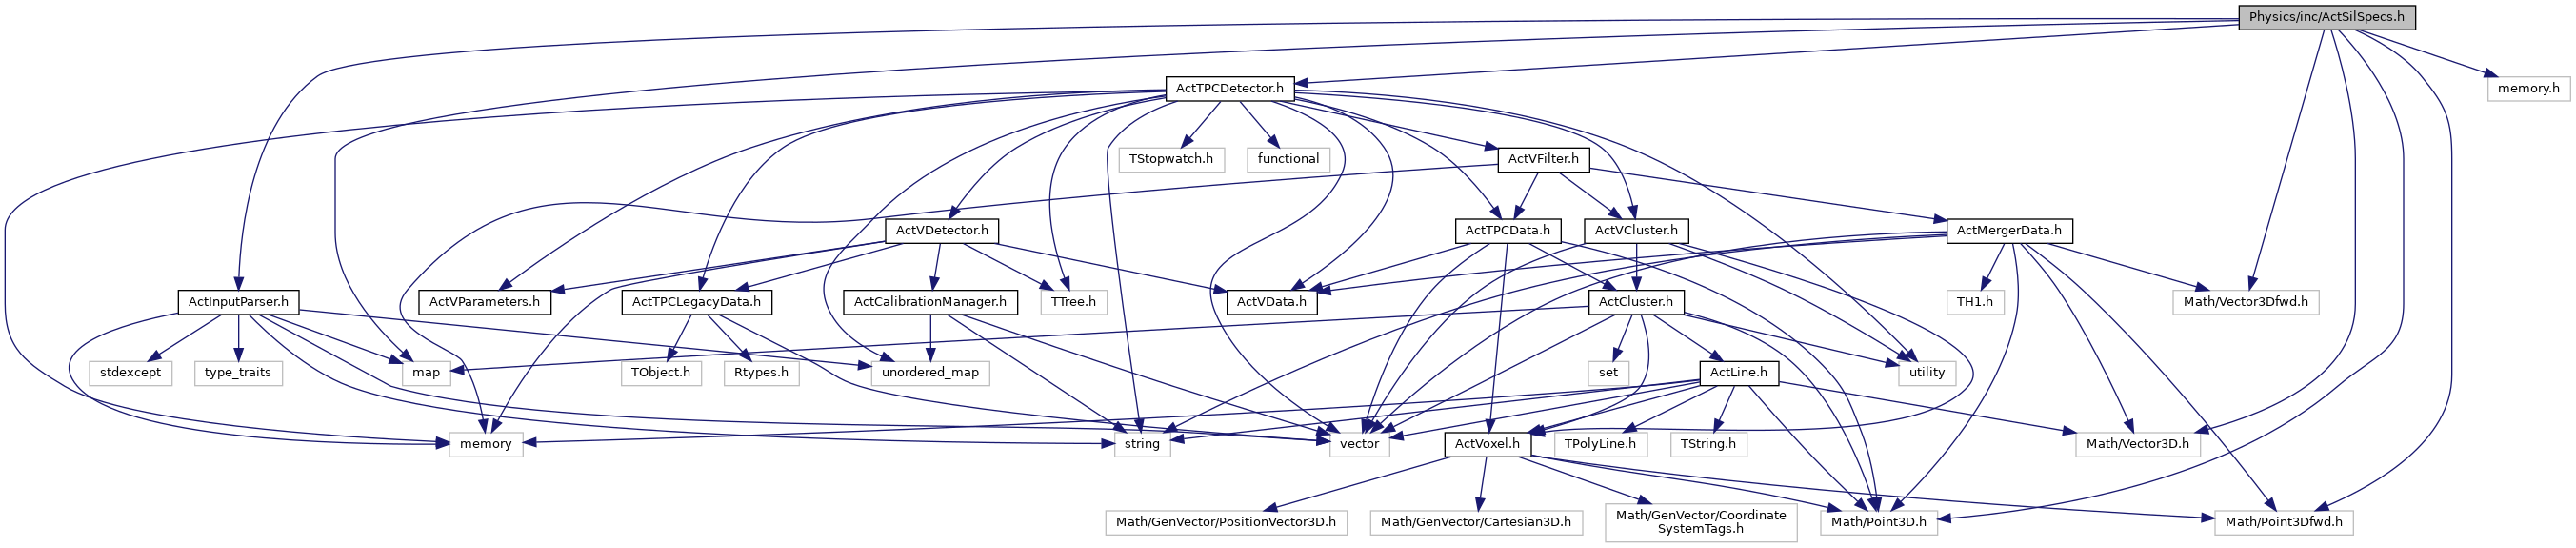 Physics/inc/ActSilSpecs.h
ActTPCDetector.h
memory.h
TStopwatch.h
functional
ActVFilter.h
ActVDetector.h
ActTPCData.h
ActVCluster.h
ActMergerData.h
ActInputParser.h
ActVParameters.h
ActTPCLegacyData.h
ActCalibrationManager.h
TTree.h
ActVData.h
ActCluster.h
TH1.h
Math/Vector3Dfwd.h
stdexcept
type_traits
map
TObject.h
Rtypes.h
unordered_map
set
ActLine.h
utility
memory
string
vector
ActVoxel.h
TPolyLine.h
TString.h
Math/Vector3D.h
Math/GenVector/PositionVector3D.h
Math/GenVector/Cartesian3D.h
Math/GenVector/Coordinate
SystemTags.h
Math/Point3D.h
Math/Point3Dfwd.h